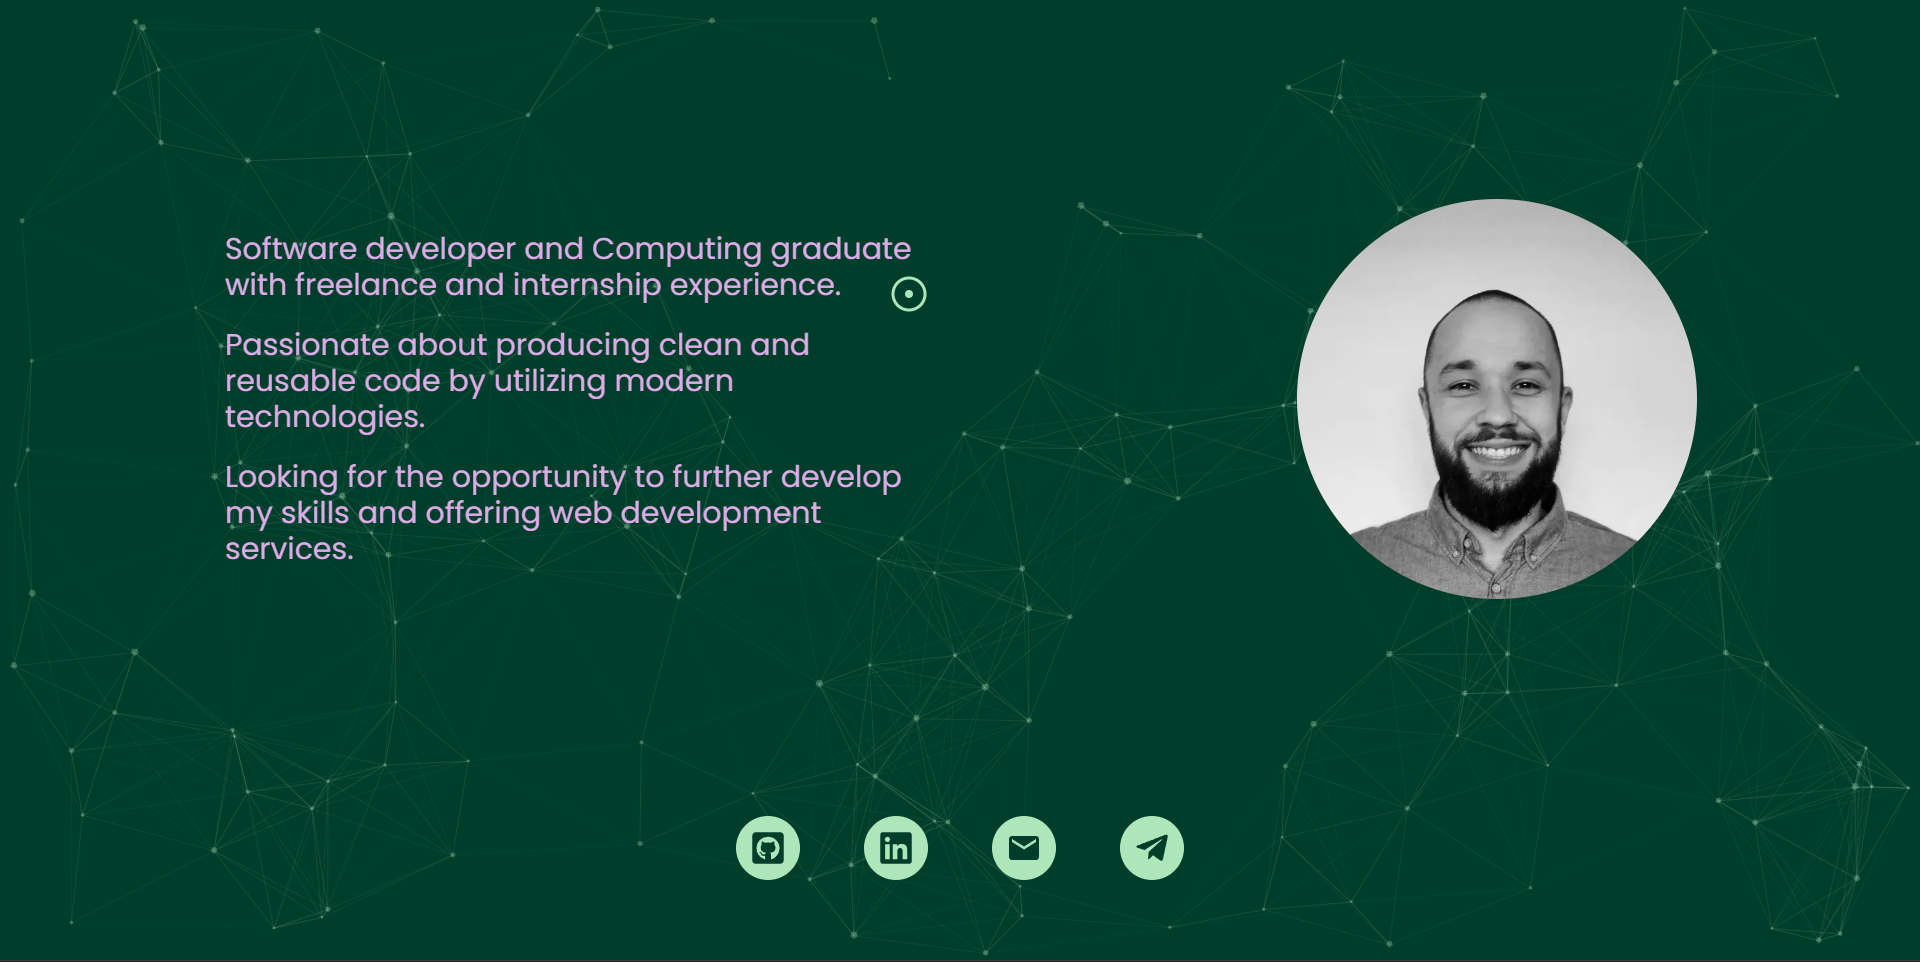 Software developer and Computing graduate
with freelance and internship experience.
Passionate about producing clean and
reusable code by utilizing modern
technologies.
Looking for the opportunity to further develop
my skills and offering web development
services.
in